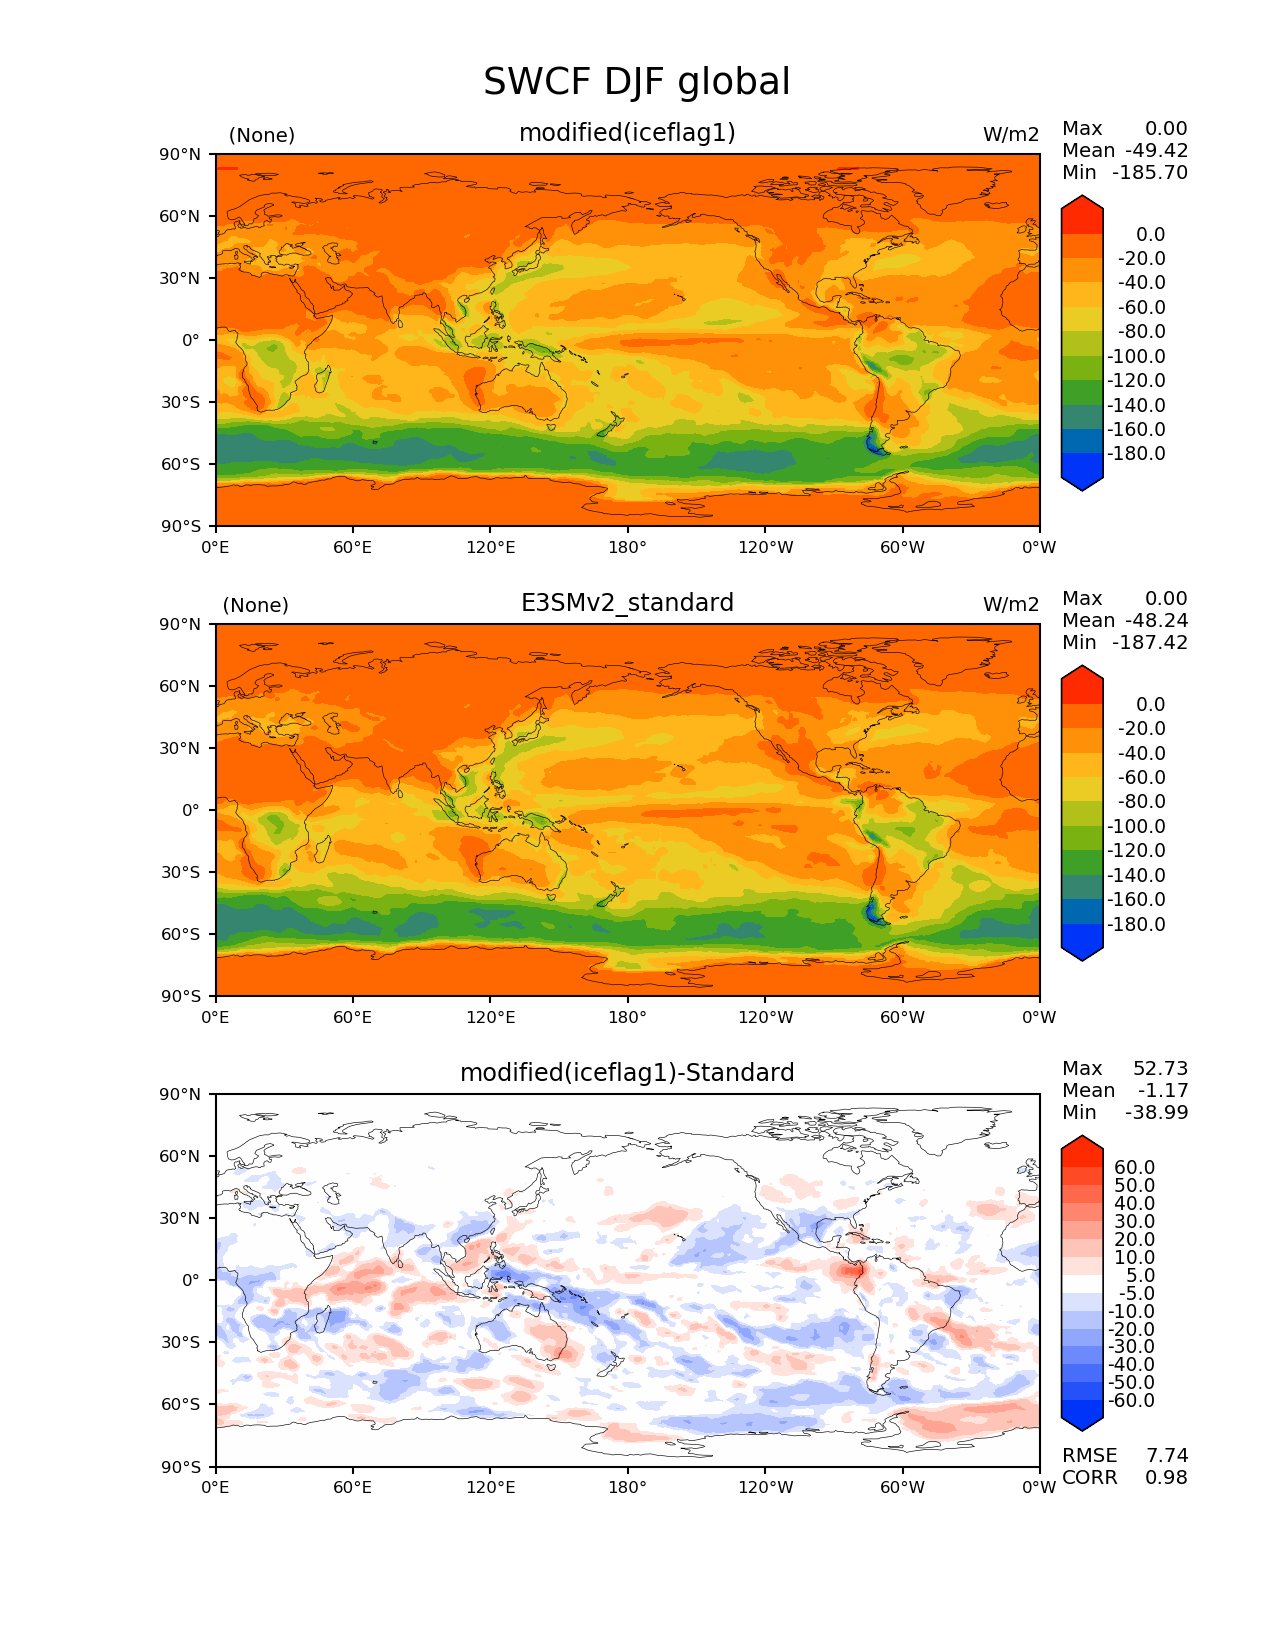 SWCF DJF global
(None) modified(iceflag1) W/m2
Max 0.00
Mean -49.42
Min -185.70
90°N
60°N
30°N
0°
30°S
60°S
90°S
0°E 60°E 120°E 180° 120°W 60°W 0°W
0.0
-20.0
-40.0
-60.0
-80.0
-100.0
-120.0
-140.0
-160.0
-180.0
(None) E3SMv2_standard W/m2
Max 0.00
Mean -48.24
Min -187.42
90°N
60°N
30°N
0°
30°S
60°S
90°S
0°E 60°E 120°E 180° 120°W 60°W 0°W
0.0
-20.0
-40.0
-60.0
-80.0
-100.0
-120.0
-140.0
-160.0
-180.0
modified(iceflag1)-Standard
Max 52.73
Mean -1.17
Min -38.99
90°N
60°N
30°N
0°
30°S
60°S
90°S
0°E 60°E 120°E 180° 120°W 60°W 0°W
60.0
50.0
40.0
30.0
20.0
10.0
5.0
-5.0
-10.0
-20.0
-30.0
-40.0
-50.0
-60.0
RMSE 7.74
CORR 0.98